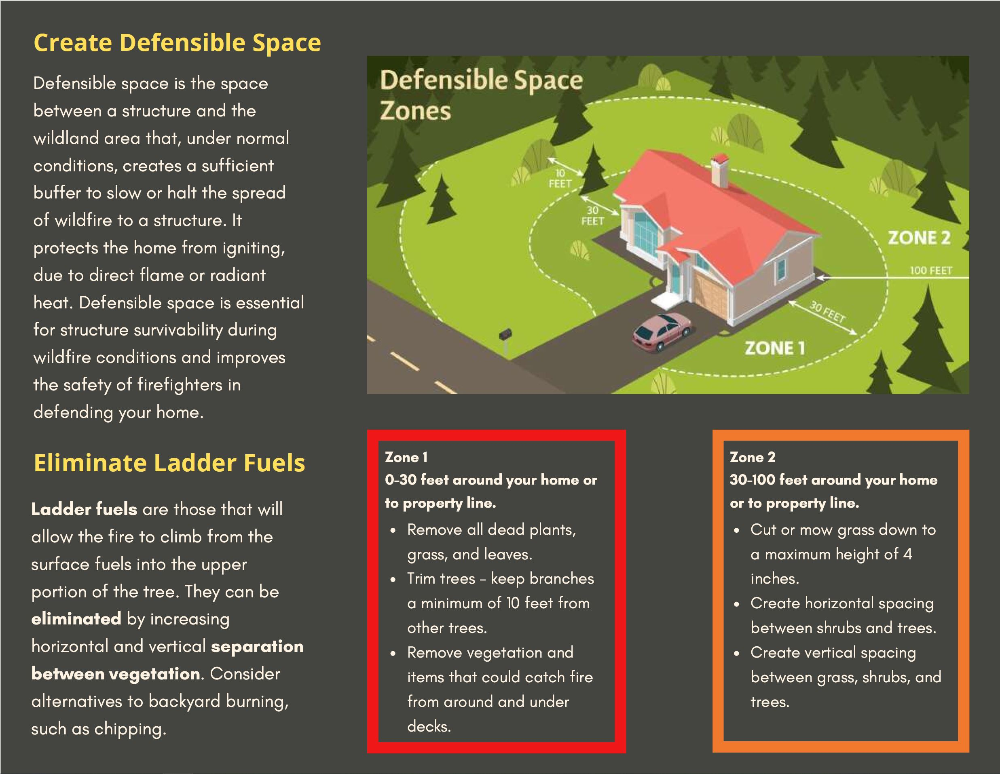 Create Defensible Space
Defensible space is the space
between a structure and the
wildland area that, under normal
conditions, creates a sufficient
buffer to slow or halt the spread
of wildfire to a structure. It
protects the home from igniting,
due to direct flame or radiant
heat. Defensible space is essential
for structure survivability during
wildfire conditions and improves
the safety of firefighters in
defending your home.
Eliminate Ladder Fuels
Ladder fuels are those that will
allow the fire to climb from the
surface fuels into the upper
portion of the tree. They can be
eliminated by increasing
horizontal and vertical separation
between vegetation. Consider
alternatives to backyard burning,
such as chipping.
Defensible Space
Zones
10
FEET
30
FEET
ZONE 2
100 FEET
30 FEET
ZONE 1
Zone 1
0-30 feet around your home or
to property line.
• Remove all dead plants,
grass, and leaves.
• Trim trees - keep branches
a minimum of 10 feet from
other trees.
• Remove vegetation and
items that could catch fire
from around and under
decks.
Zone 2
30-100 feet around your home
or to property line.
• Cut or mow grass down to
a maximum height of 4
inches.
• Create horizontal spacing
between shrubs and trees.
• Create vertical spacing
between grass, shrubs, and
trees.